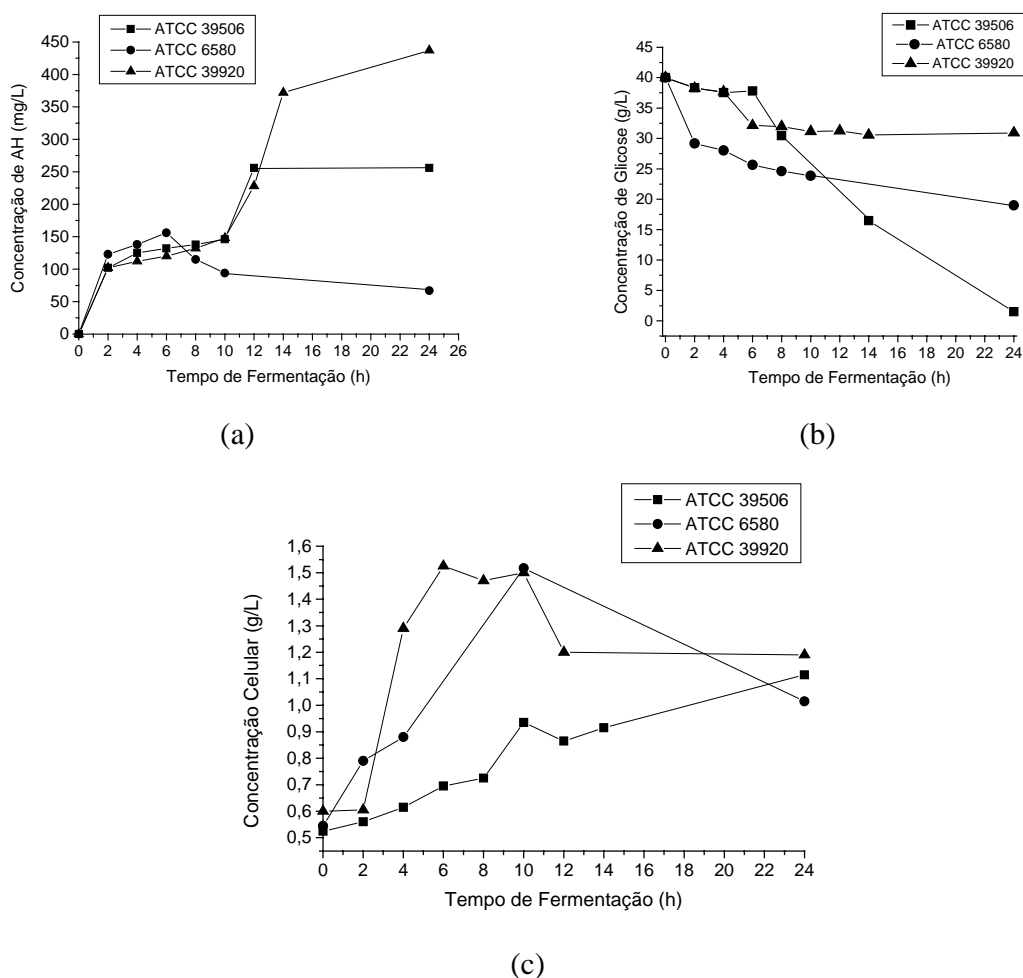 ATCC 39506
ATCC 6580
ATCC 39920
450
400
350
300
250
200
150
100
50
0
Concentração de AH (mg/L)
0 2 4 6 8 10 12 14 16 18 20 22 24 26
Tempo de Fermentação (h)
(a)
ATCC 39506
ATCC 6580
ATCC 39920
45
40
35
30
25
20
15
10
5
0
Concentração de Glicose (g/L)
0 2 4 6 8 10 12 14 16 18 20 22 24
Tempo de Fermentação (h)
(b)
ATCC 39506
ATCC 6580
ATCC 39920
1,6
1,5
1,4
1,3
1,2
1,1
1,0
0,9
0,8
0,7
0,6
0,5
Concentração Celular (g/L)
0 2 4 6 8 10 12 14 16 18 20 22 24
Tempo de Fermentação (h)
(c)